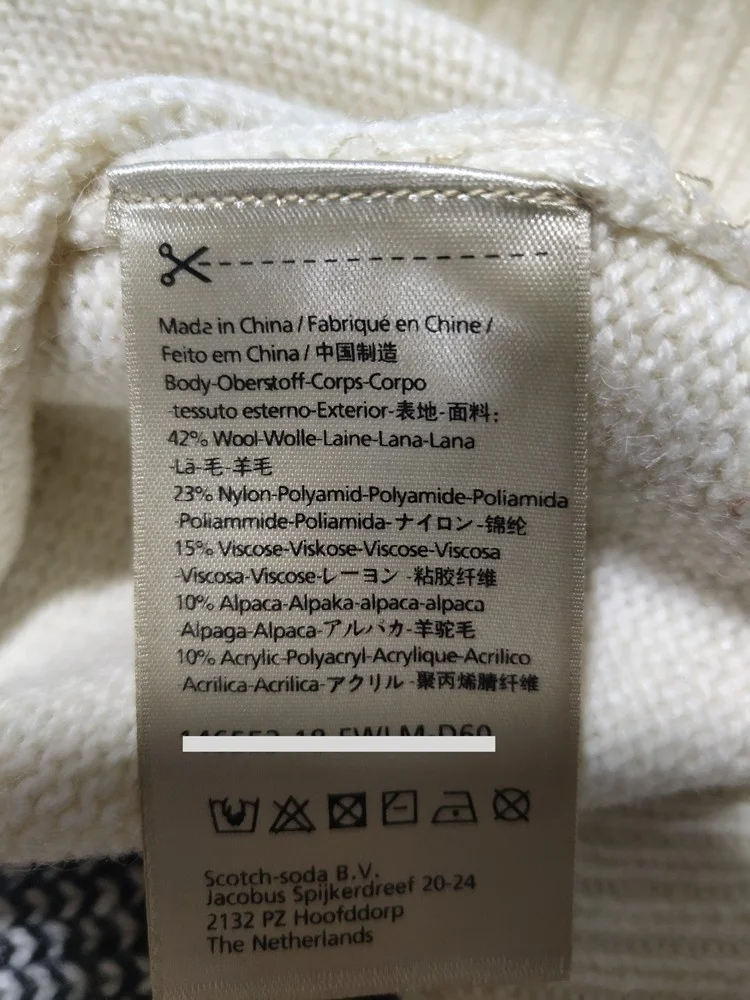 Made in China / Fabriqué en Chine /
Feito em China / 中国制造
Body-Oberstoff-Corps-Corpo
-tessuto esterno-Exterior-表地-面料:
42% Wool-Wolle-Laine-Lana-Lana
-Lã-毛-羊毛
23% Nylon-Polyamid-Polyamide-Poliamida
-Poliammide-Poliamida-ナイロン-锦纶
15% Viscose-Viskose-Viscose-Viscosa
-Viscosa-Viscose-レーヨン-粘胶纤维
10% Alpaca-Alpaka-alpaca-alpaca
Alpaga-Alpaca-アルパカ-羊驼毛
10% Acrylic-Polyacryl-Acrylique-Acrilico
Acrilica-Acrilica-アクリル-聚丙烯腈纤维
Scotch-soda B.V.
Jacobus Spijkerdreef 20-24
2132 PZ Hoofddorp
The Netherlands